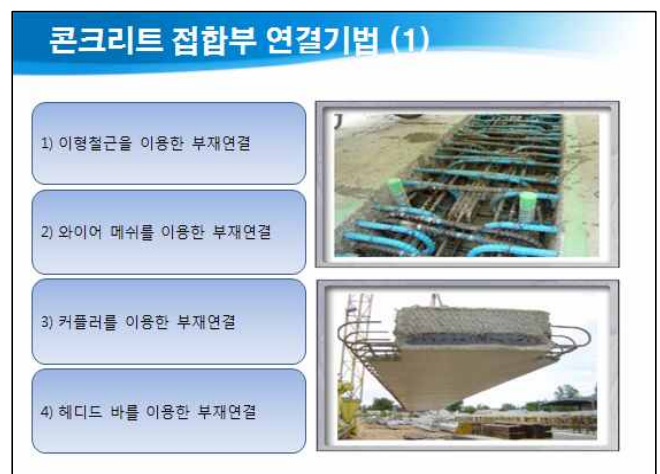 콘크리트 접합부 연결기법 (1)
1) 이형철근을 이용한 부재연결
2) 와이어 메쉬를 이용한 부재연결
3) 커플러를 이용한 부재연결
4) 헤디드 바를 이용한 부재연결